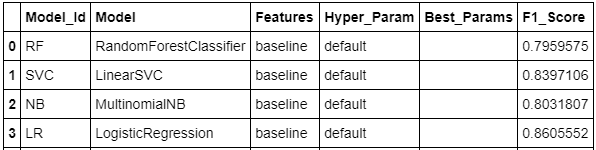 Model_Id Model Features Hyper_Param Best_Params F1_Score
0 RF RandomForestClassifier baseline default 0.7959575
1 SVC LinearSVC baseline default 0.8397106
2 NB MultinomialNB baseline default 0.8031807
3 LR LogisticRegression baseline default 0.8605552